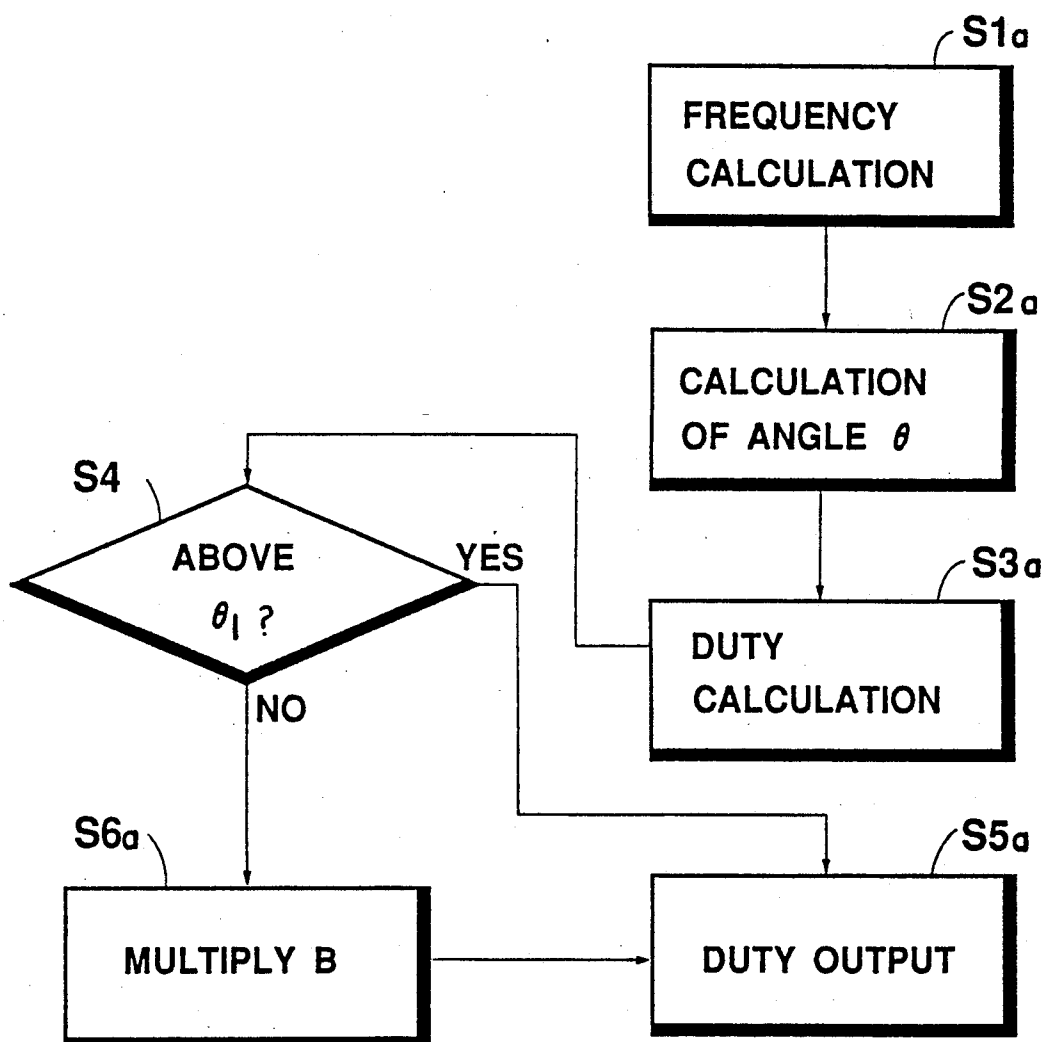 S1a
FREQUENCY
CALCULATION
S2a
CALCULATION
OF ANGLE θ
S3a
DUTY
CALCULATION
S4
ABOVE
θ1 ?
YES
NO
S6a
MULTIPLY B
S5a
DUTY OUTPUT